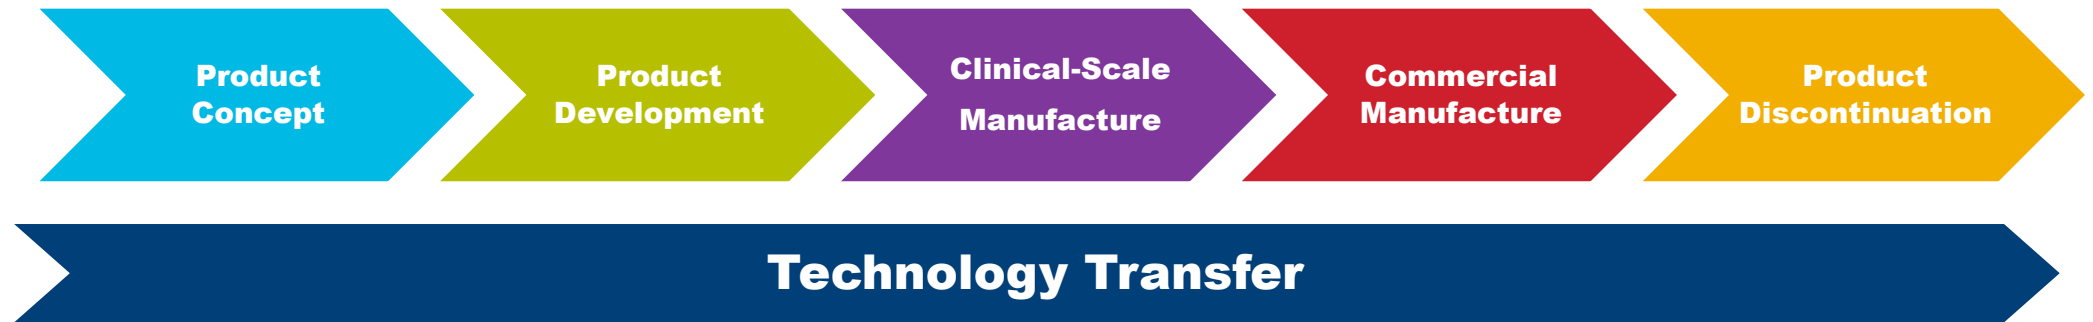 Product
Concept
Product
Development
Clinical-Scale
Manufacture
Commercial
Manufacture
Product
Discontinuation
Technology Transfer